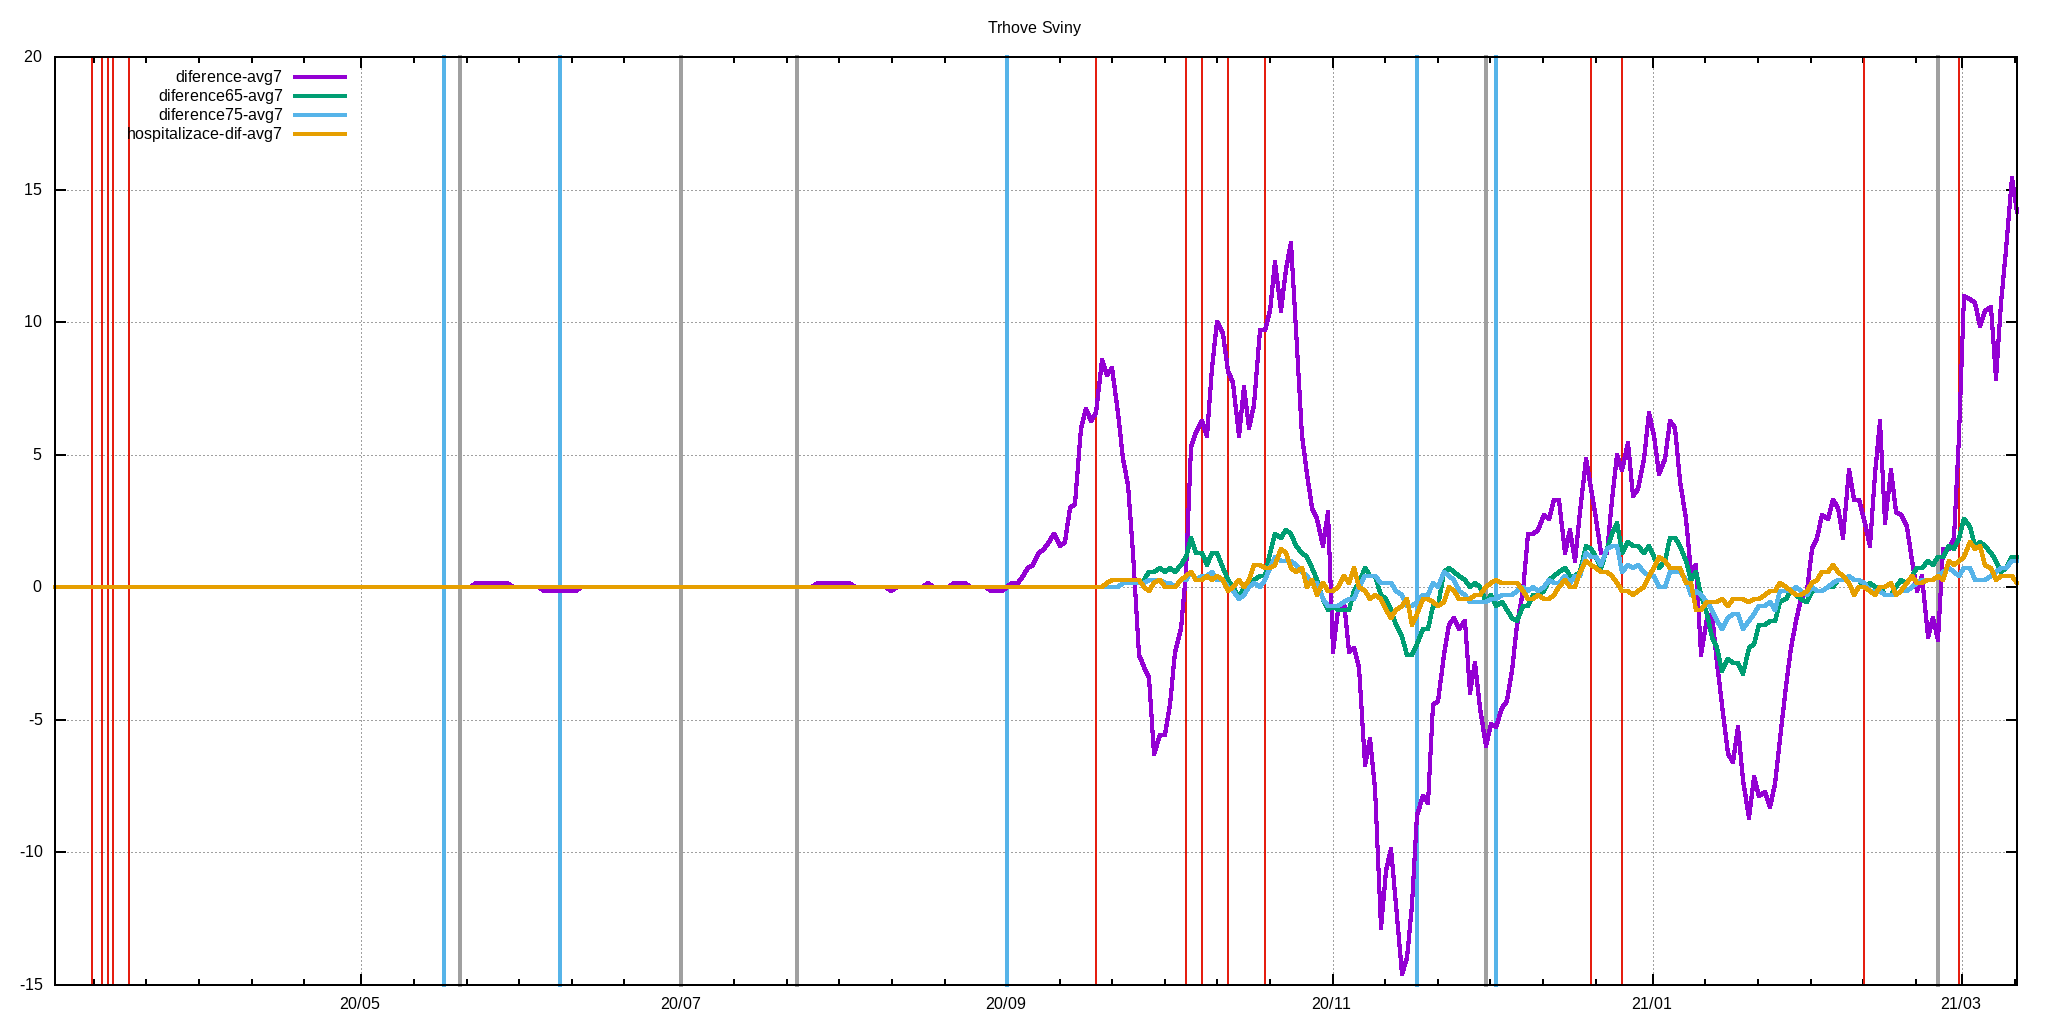 Trhove Sviny
20
diference-avg7
diference65-avg7
diference75-avg7
hospitalizace-dif-avg7
15
10
5
0
-5
-10
-15
20/05 20/07 20/09 20/11 21/01 21/03